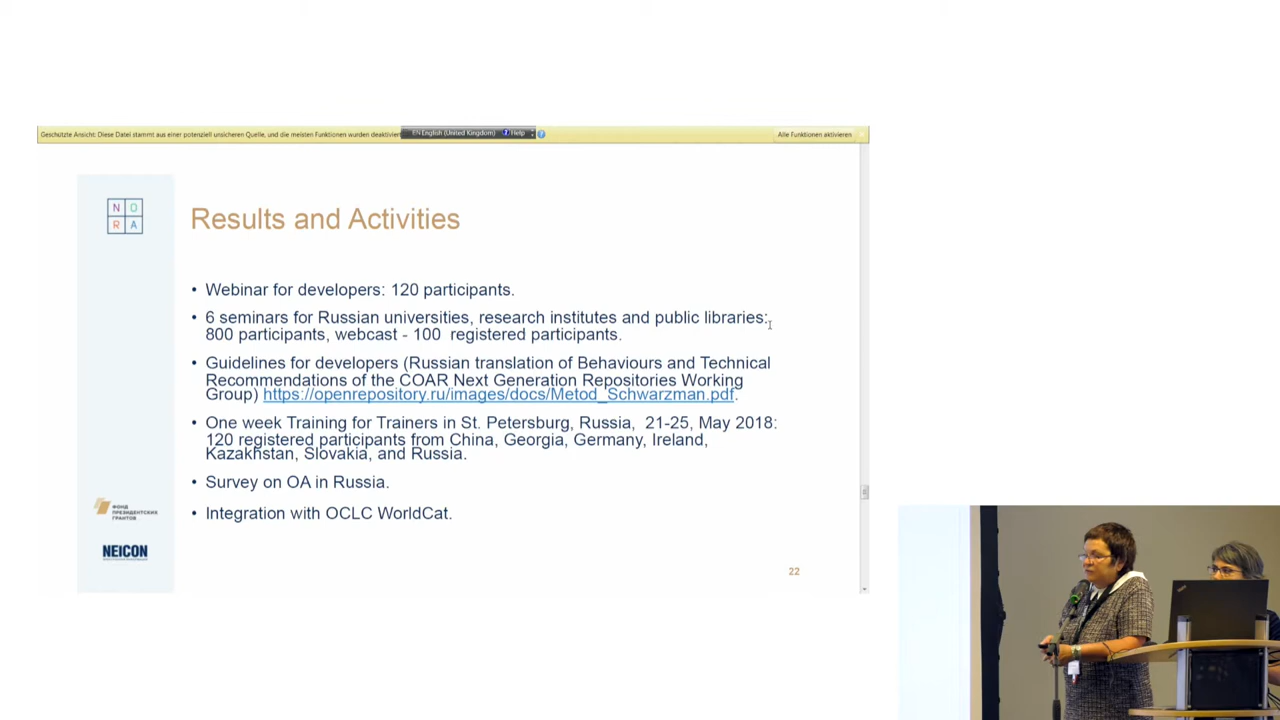 Geschützte Ansicht: Diese Datei stammt aus einer potenziell unsicheren Quelle, und die meisten Funktionen wurden deaktivier
EN English (United Kingdom) ? Help
Alle Funktionen aktivieren
N O
R A
Results and Activities
• Webinar for developers: 120 participants.
• 6 seminars for Russian universities, research institutes and public libraries:
800 participants, webcast - 100 registered participants.
• Guidelines for developers (Russian translation of Behaviours and Technical
Recommendations of the COAR Next Generation Repositories Working
Group) https://openrepository.ru/images/docs/Metod_Schwarzman.pdf.
• One week Training for Trainers in St. Petersburg, Russia, 21-25, May 2018:
120 registered participants from China, Georgia, Germany, Ireland,
Kazakhstan, Slovakia, and Russia.
• Survey on OA in Russia.
• Integration with OCLC WorldCat.
ФОНД
ПРЕЗИДЕНТСКИХ
ГРАНТОВ
NEICON
22